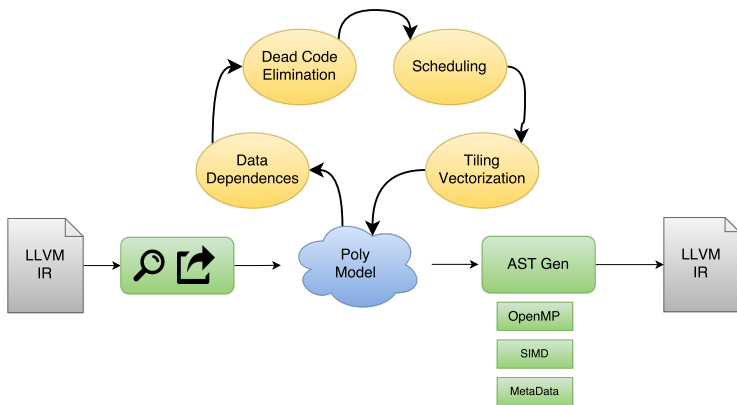 Dead Code
Elimination
Scheduling
Data
Dependences
Tiling
Vectorization
LLVM
IR
Poly
Model
AST Gen
LLVM
IR
OpenMP
SIMD
MetaData